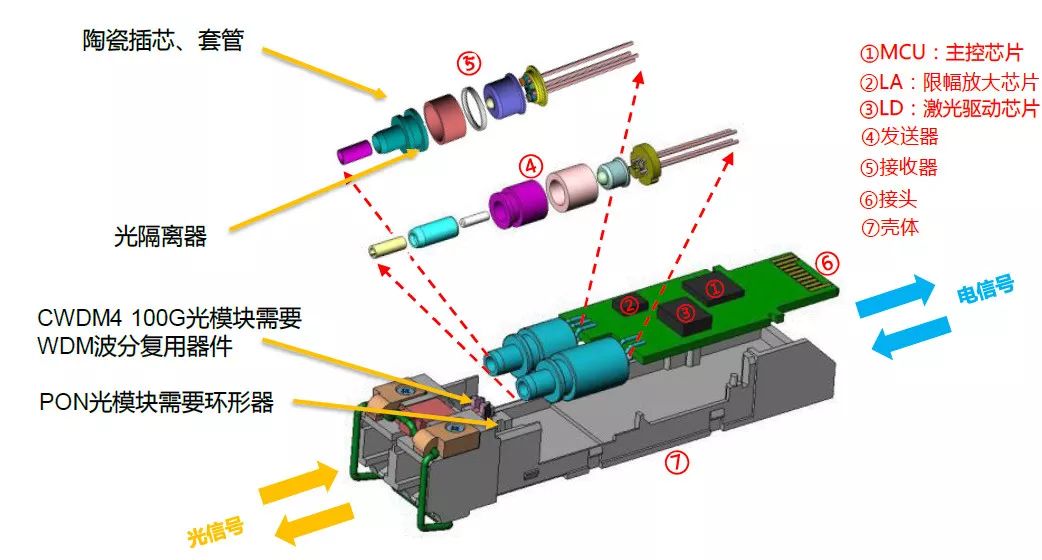 陶瓷插芯、套管
光隔离器
CWDM4 100G光模块需要
WDM波分复用器件
PON光模块需要环形器
光信号
⑤
④
②
①
③
⑥
⑦
电信号
①MCU：主控芯片
②LA：限幅放大芯片
③LD：激光驱动芯片
④发送器
⑤接收器
⑥接头
⑦壳体